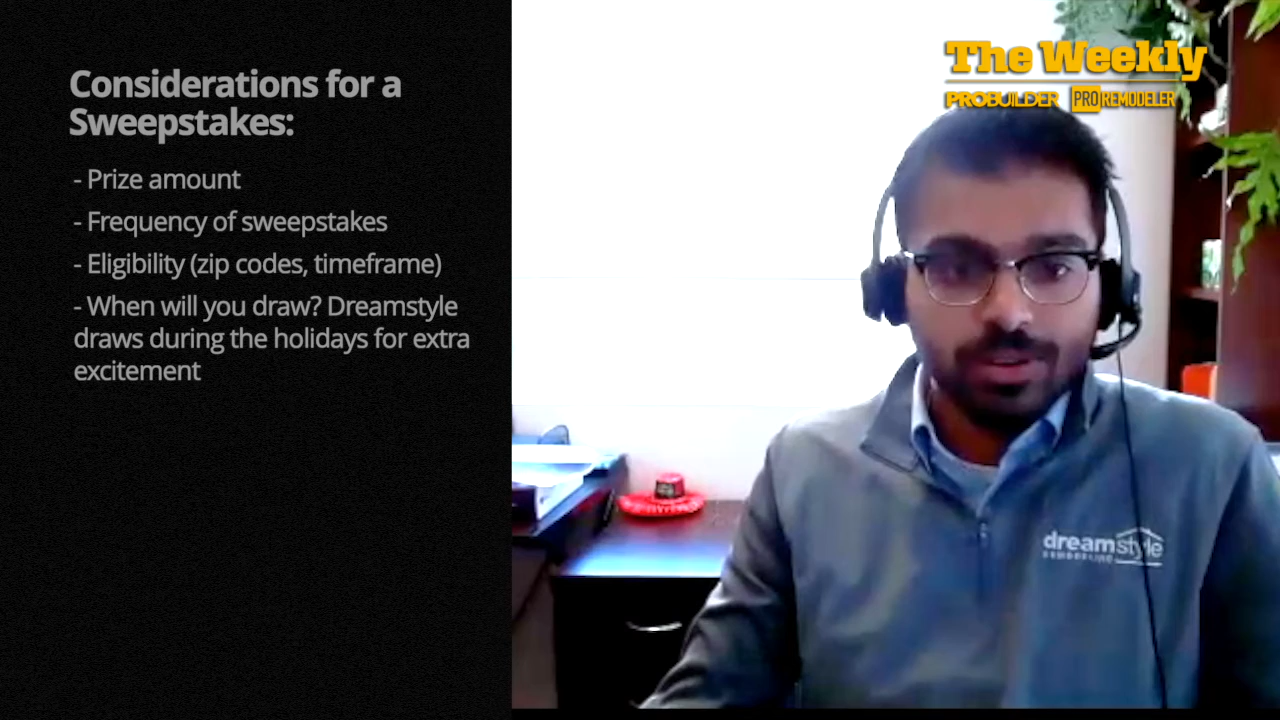 Considerations for a
Sweepstakes:
- Prize amount
- Frequency of sweepstakes
- Eligibility (zip codes, timeframe)
- When will you draw? Dreamstyle
draws during the holidays for extra
excitement
The Weekly
PROBUILDER PRO REMODELER
dreamstyle
REMODELING